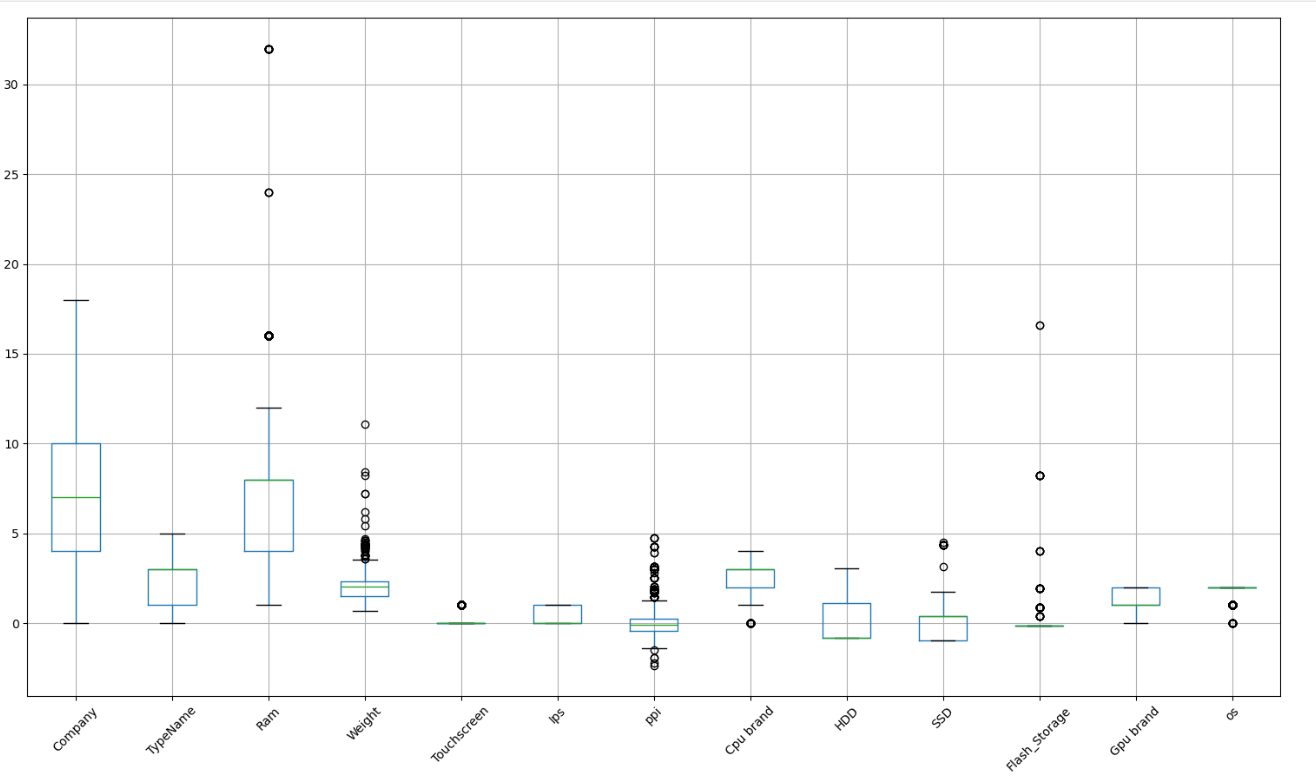 30
25
20
15
10
5
0
Company
TypeName
Ram
Weight
Touchscreen
Ips
ppi
Cpu brand
HDD
SSD
Flash_Storage
Gpu brand
os